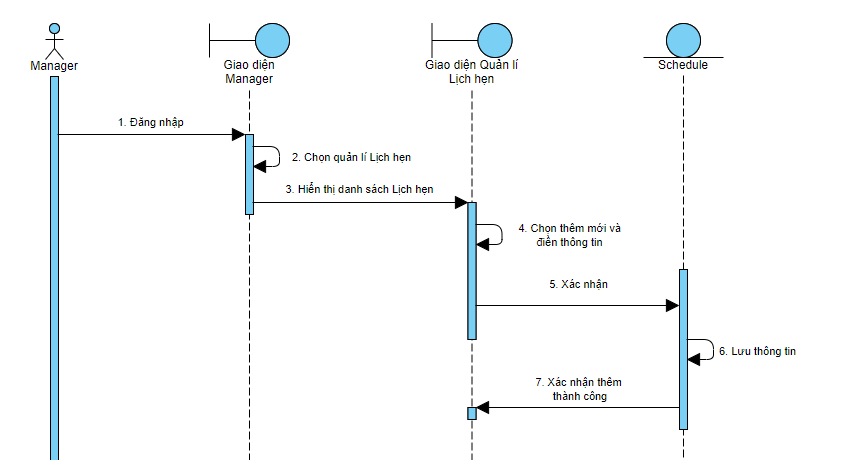 Manager
Giao diện
Manager
Giao diện Quản lí
Lịch hẹn
Schedule
1. Đăng nhập
2. Chọn quản lí Lịch hẹn
3. Hiển thị danh sách Lịch hẹn
4. Chọn thêm mới và
điền thông tin
5. Xác nhận
6. Lưu thông tin
7. Xác nhận thêm
thành công